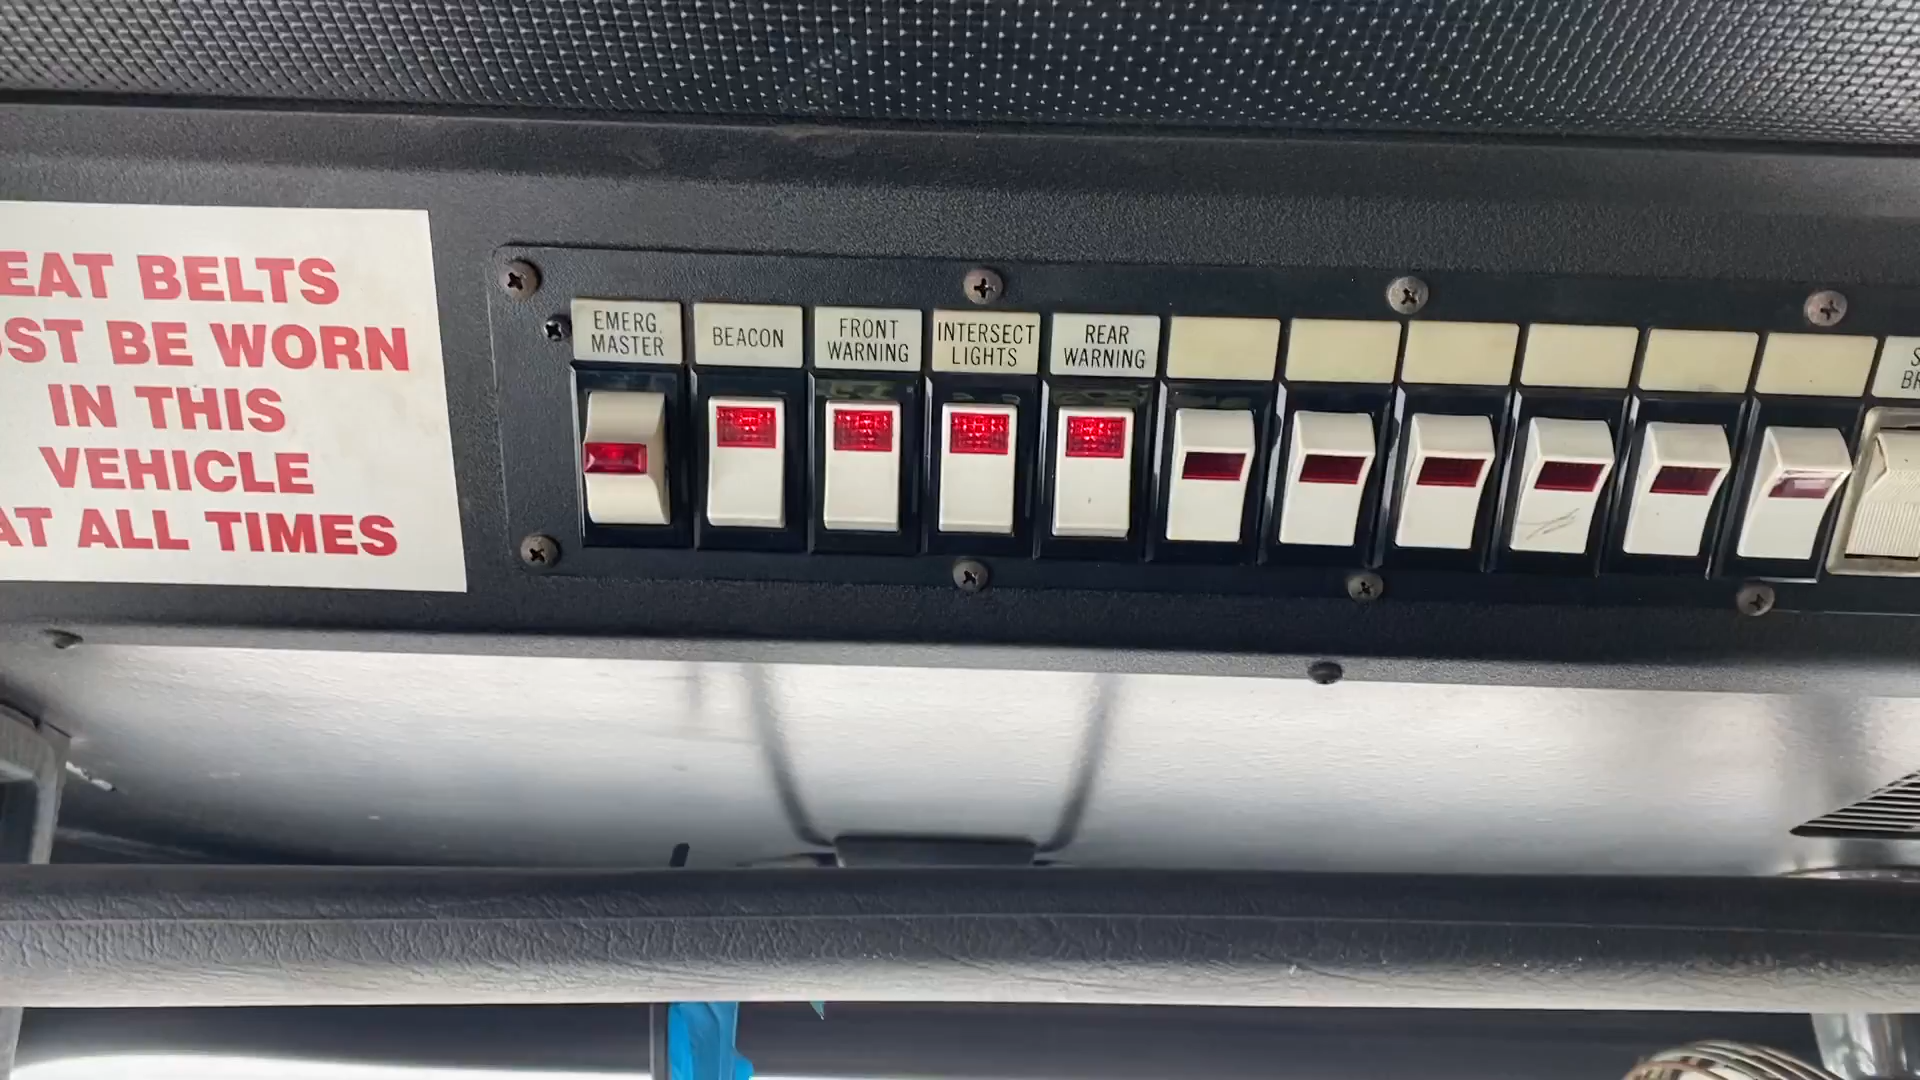 EAT BELTS
UST BE WORN
IN THIS
VEHICLE
AT ALL TIMES
EMERG.
MASTER
BEACON
FRONT
WARNING
INTERSECT
LIGHTS
REAR
WARNING